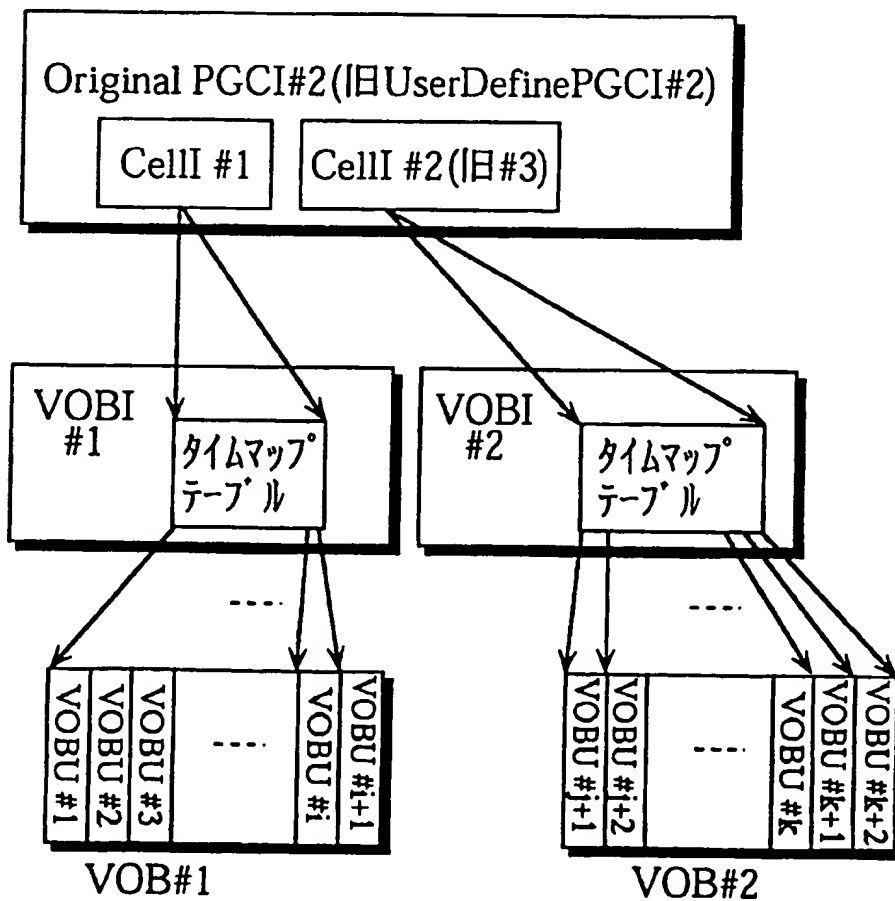 Original PGCI#2(旧UserDefinePGCI#2)
CellI #1
CellI #2(旧#3)
VOBI
#1
タイムマップ
テーブル
VOBI
#2
タイムマップ
テーブル
VOBU #1
VOBU #2
VOBU #3
VOBU #i
VOBU #i+1
VOBU #j+1
VOBU #j+2
VOBU #k
VOBU #k+1
VOBU #k+2
VOB#1
VOB#2